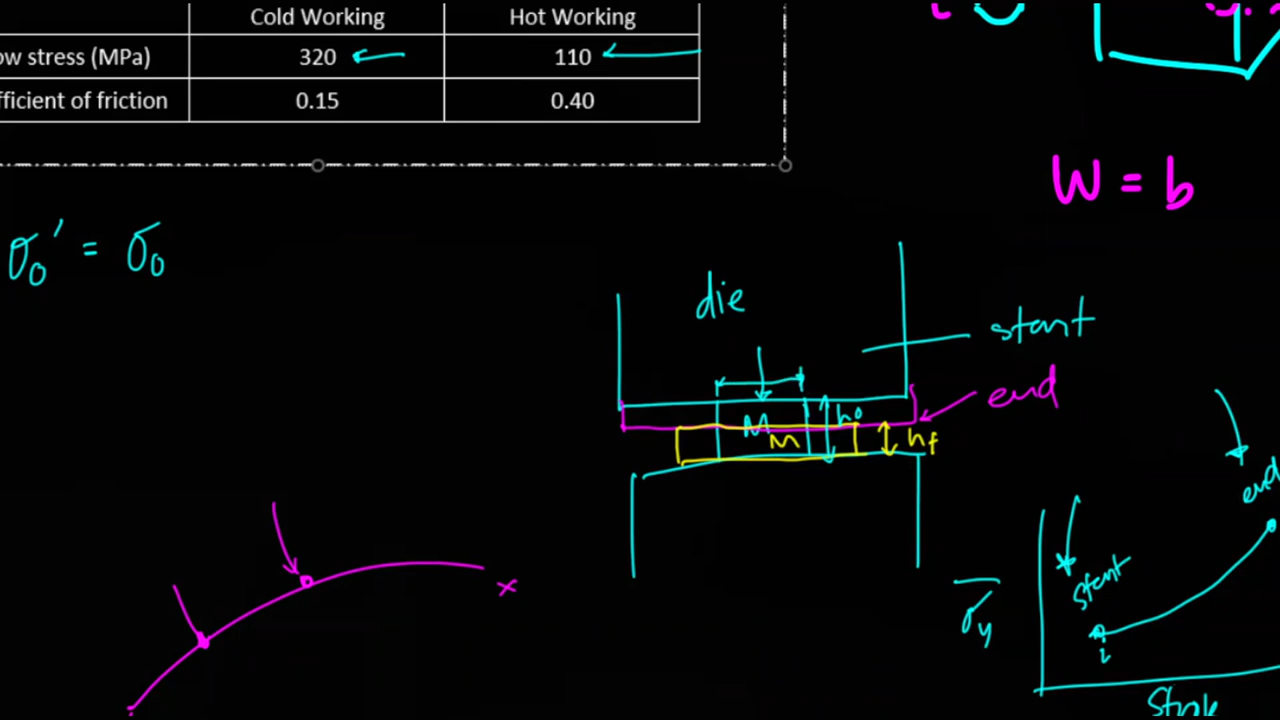 Cold Working Hot Working
ow stress (MPa) 320 110
fficient of friction 0.15 0.40
W = b
σ₀' = σ₀
die
start
end
M h₀
M hf
end
start
σ̄y
i
Stroke